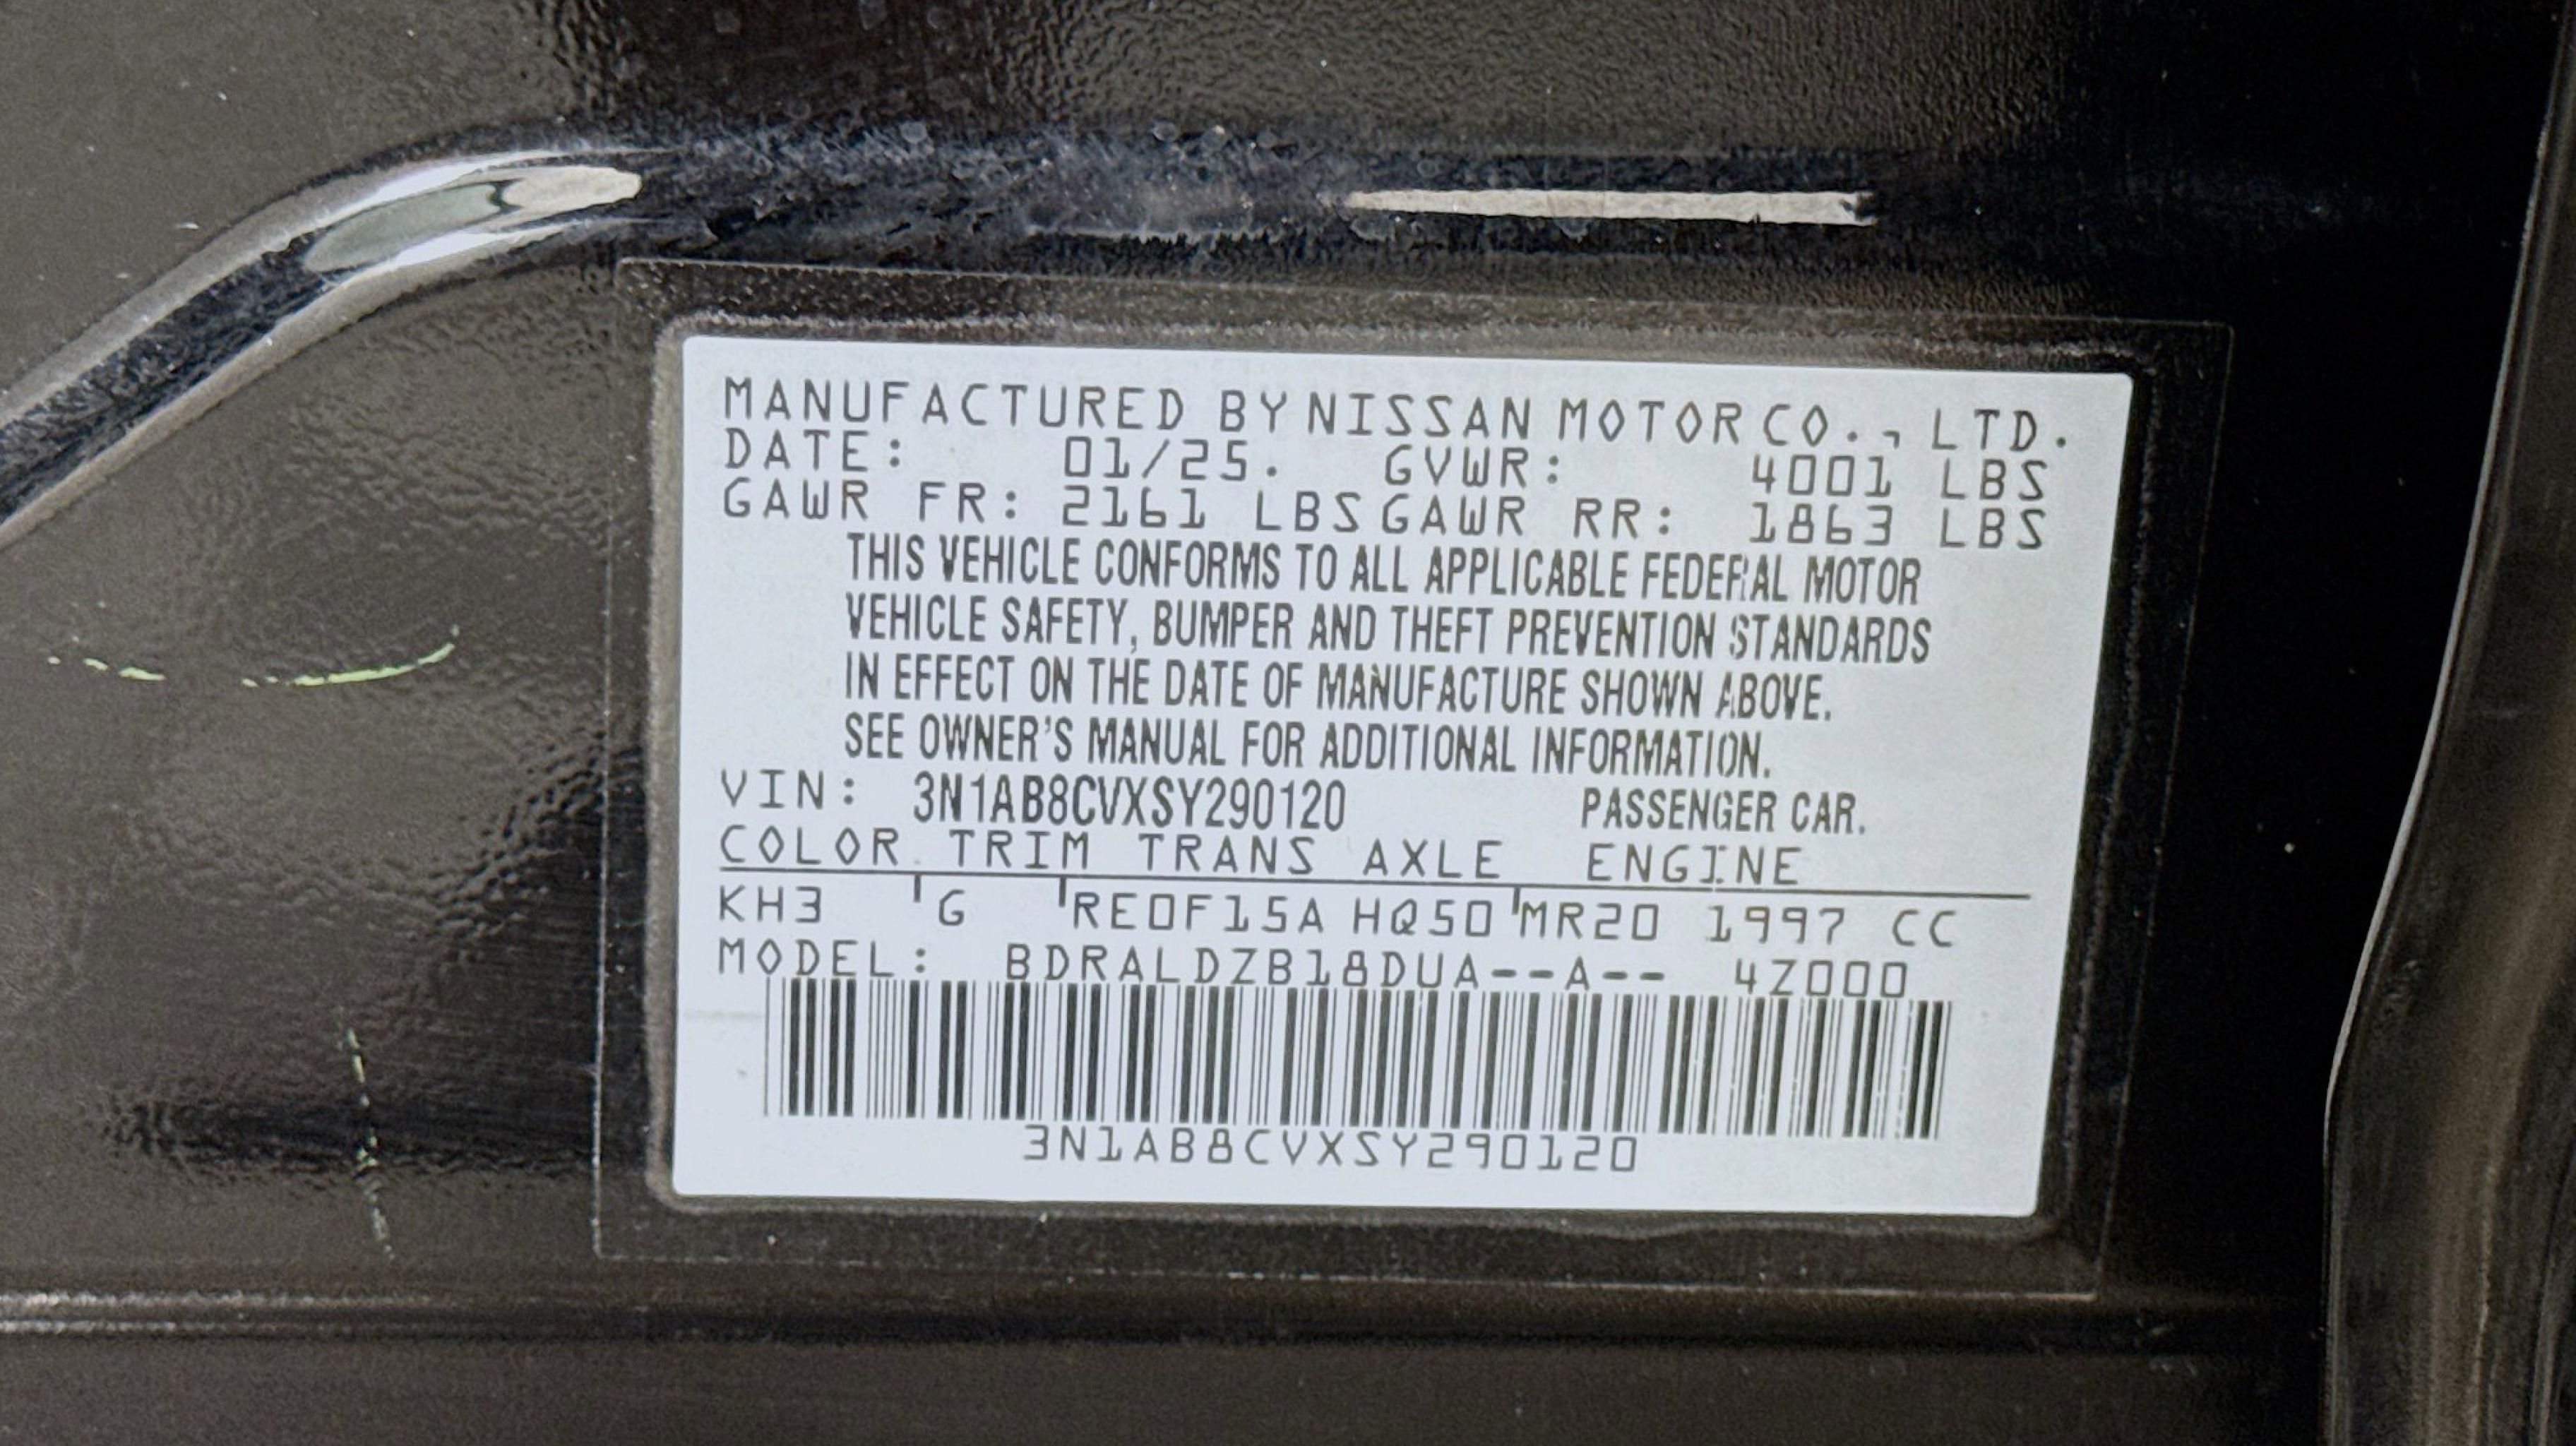 MANUFACTURED BY NISSAN MOTOR CO., LTD.
DATE: 01/25. GVWR: 4001 LBS
GAWR FR: 2161 LBS GAWR RR: 1863 LBS
THIS VEHICLE CONFORMS TO ALL APPLICABLE FEDERAL MOTOR
VEHICLE SAFETY, BUMPER AND THEFT PREVENTION STANDARDS
IN EFFECT ON THE DATE OF MANUFACTURE SHOWN ABOVE.
SEE OWNER'S MANUAL FOR ADDITIONAL INFORMATION.
VIN: 3N1AB8CVXSY290120 PASSENGER CAR.
COLOR TRIM TRANS AXLE ENGINE
KH3 G RE0F15A HQ50 MR20 1997 CC
MODEL: BDRALDZB18DUA--A-- 4Z000
3N1AB8CVXSY290120